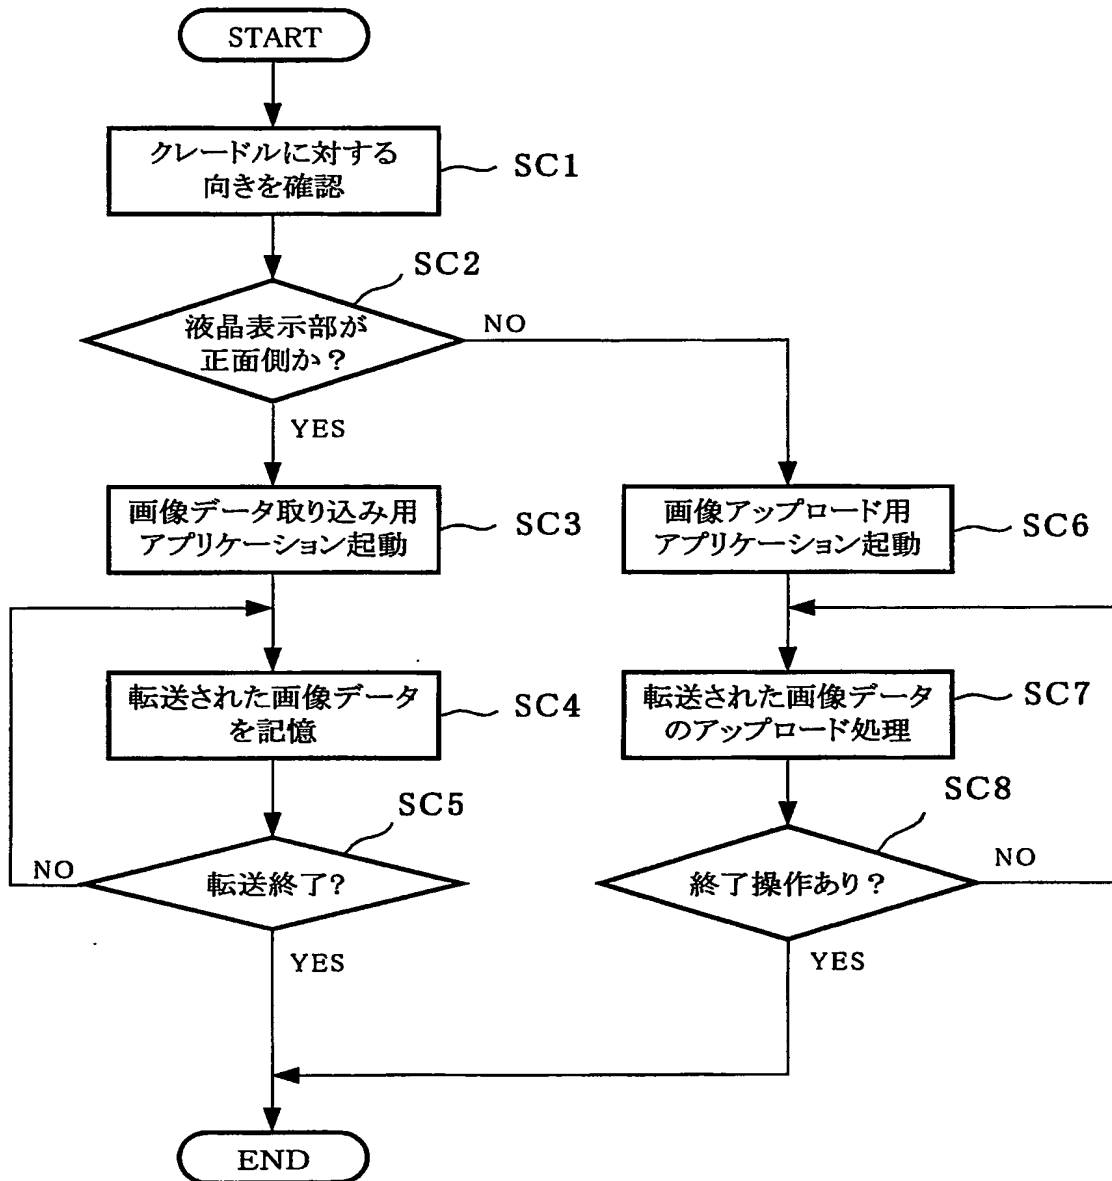 START
クレードルに対する
向きを確認
SC1
SC2
液晶表示部が
正面側か？
NO
YES
画像データ取り込み用
アプリケーション起動
SC3
画像アップロード用
アプリケーション起動
SC6
転送された画像データ
を記憶
SC4
転送された画像データ
のアップロード処理
SC7
SC5
転送終了?
NO
YES
SC8
終了操作あり？
NO
YES
END